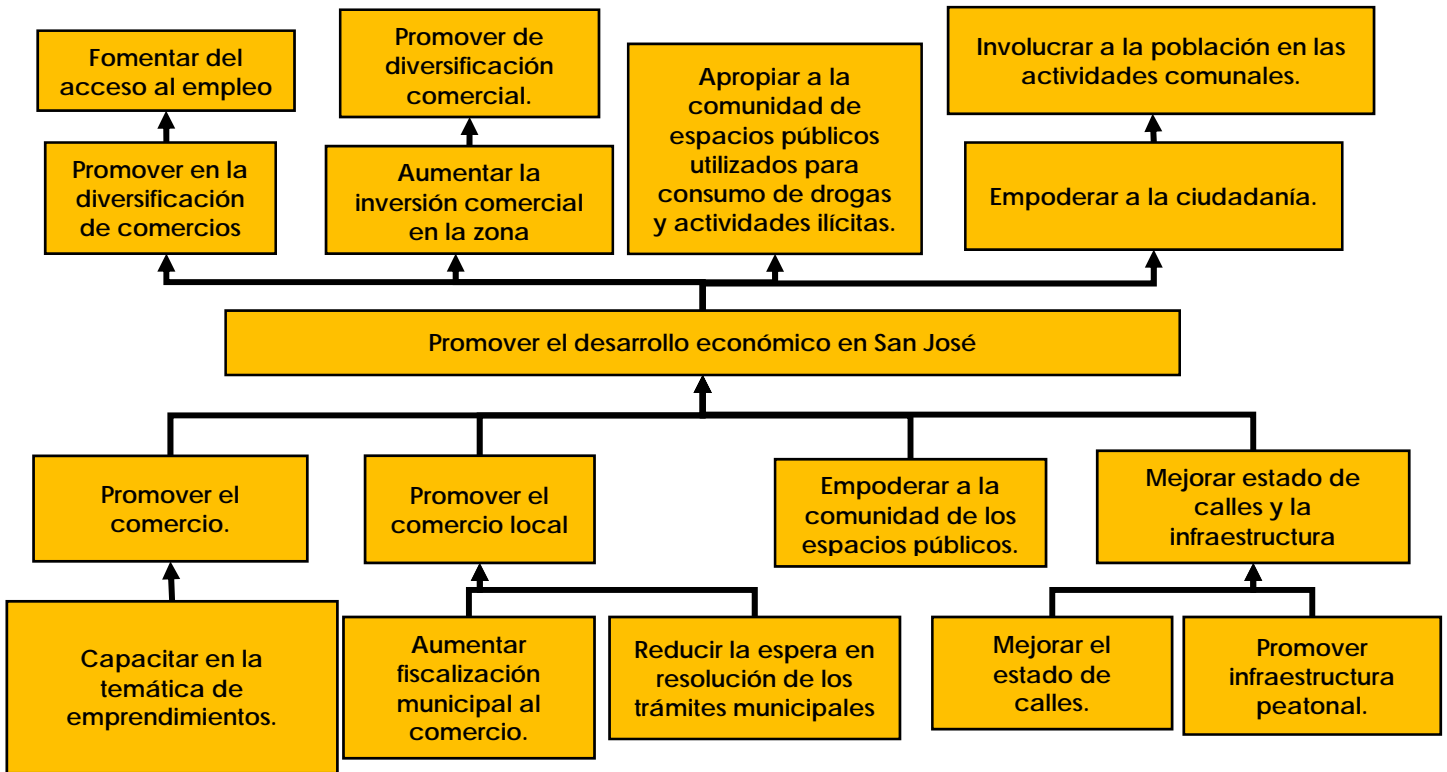 Fomentar del
acceso al empleo
Promover de
diversificación
comercial.
Apropiar a la
comunidad de
espacios públicos
utilizados para
consumo de drogas
y actividades ilícitas.
Involucrar a la población en las
actividades comunales.
Promover en la
diversificación
de comercios
Aumentar la
inversión comercial
en la zona
Empoderar a la ciudadanía.
Promover el desarrollo económico en San José
Promover el
comercio.
Promover el
comercio local
Empoderar a la
comunidad de los
espacios públicos.
Mejorar estado de
calles y la
infraestructura
Capacitar en la
temática de
emprendimientos.
Aumentar
fiscalización
municipal al
comercio.
Reducir la espera en
resolución de los
trámites municipales
Mejorar el
estado de
calles.
Promover
infraestructura
peatonal.